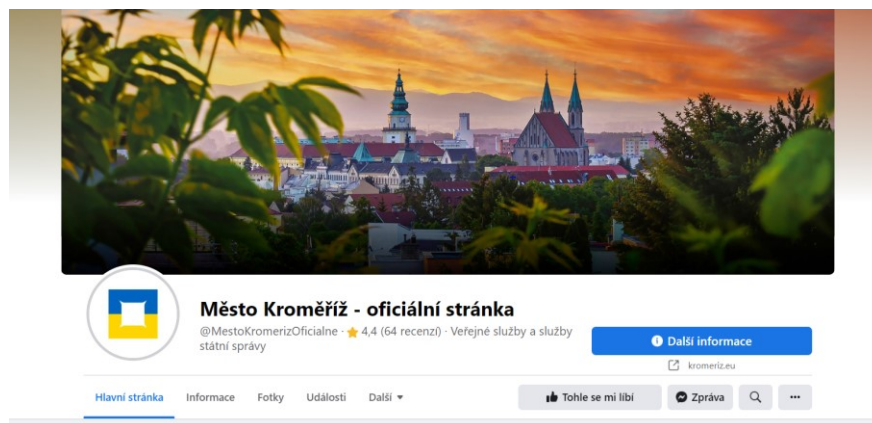 Město Kroměříž - oficiální stránka
@MestoKromerizOficialne · 4,4 (64 recenzí) · Veřejné služby a služby
státní správy
Další informace
kromeriz.eu
Hlavní stránka Informace Fotky Události Další
Tohle se mi líbí Zpráva